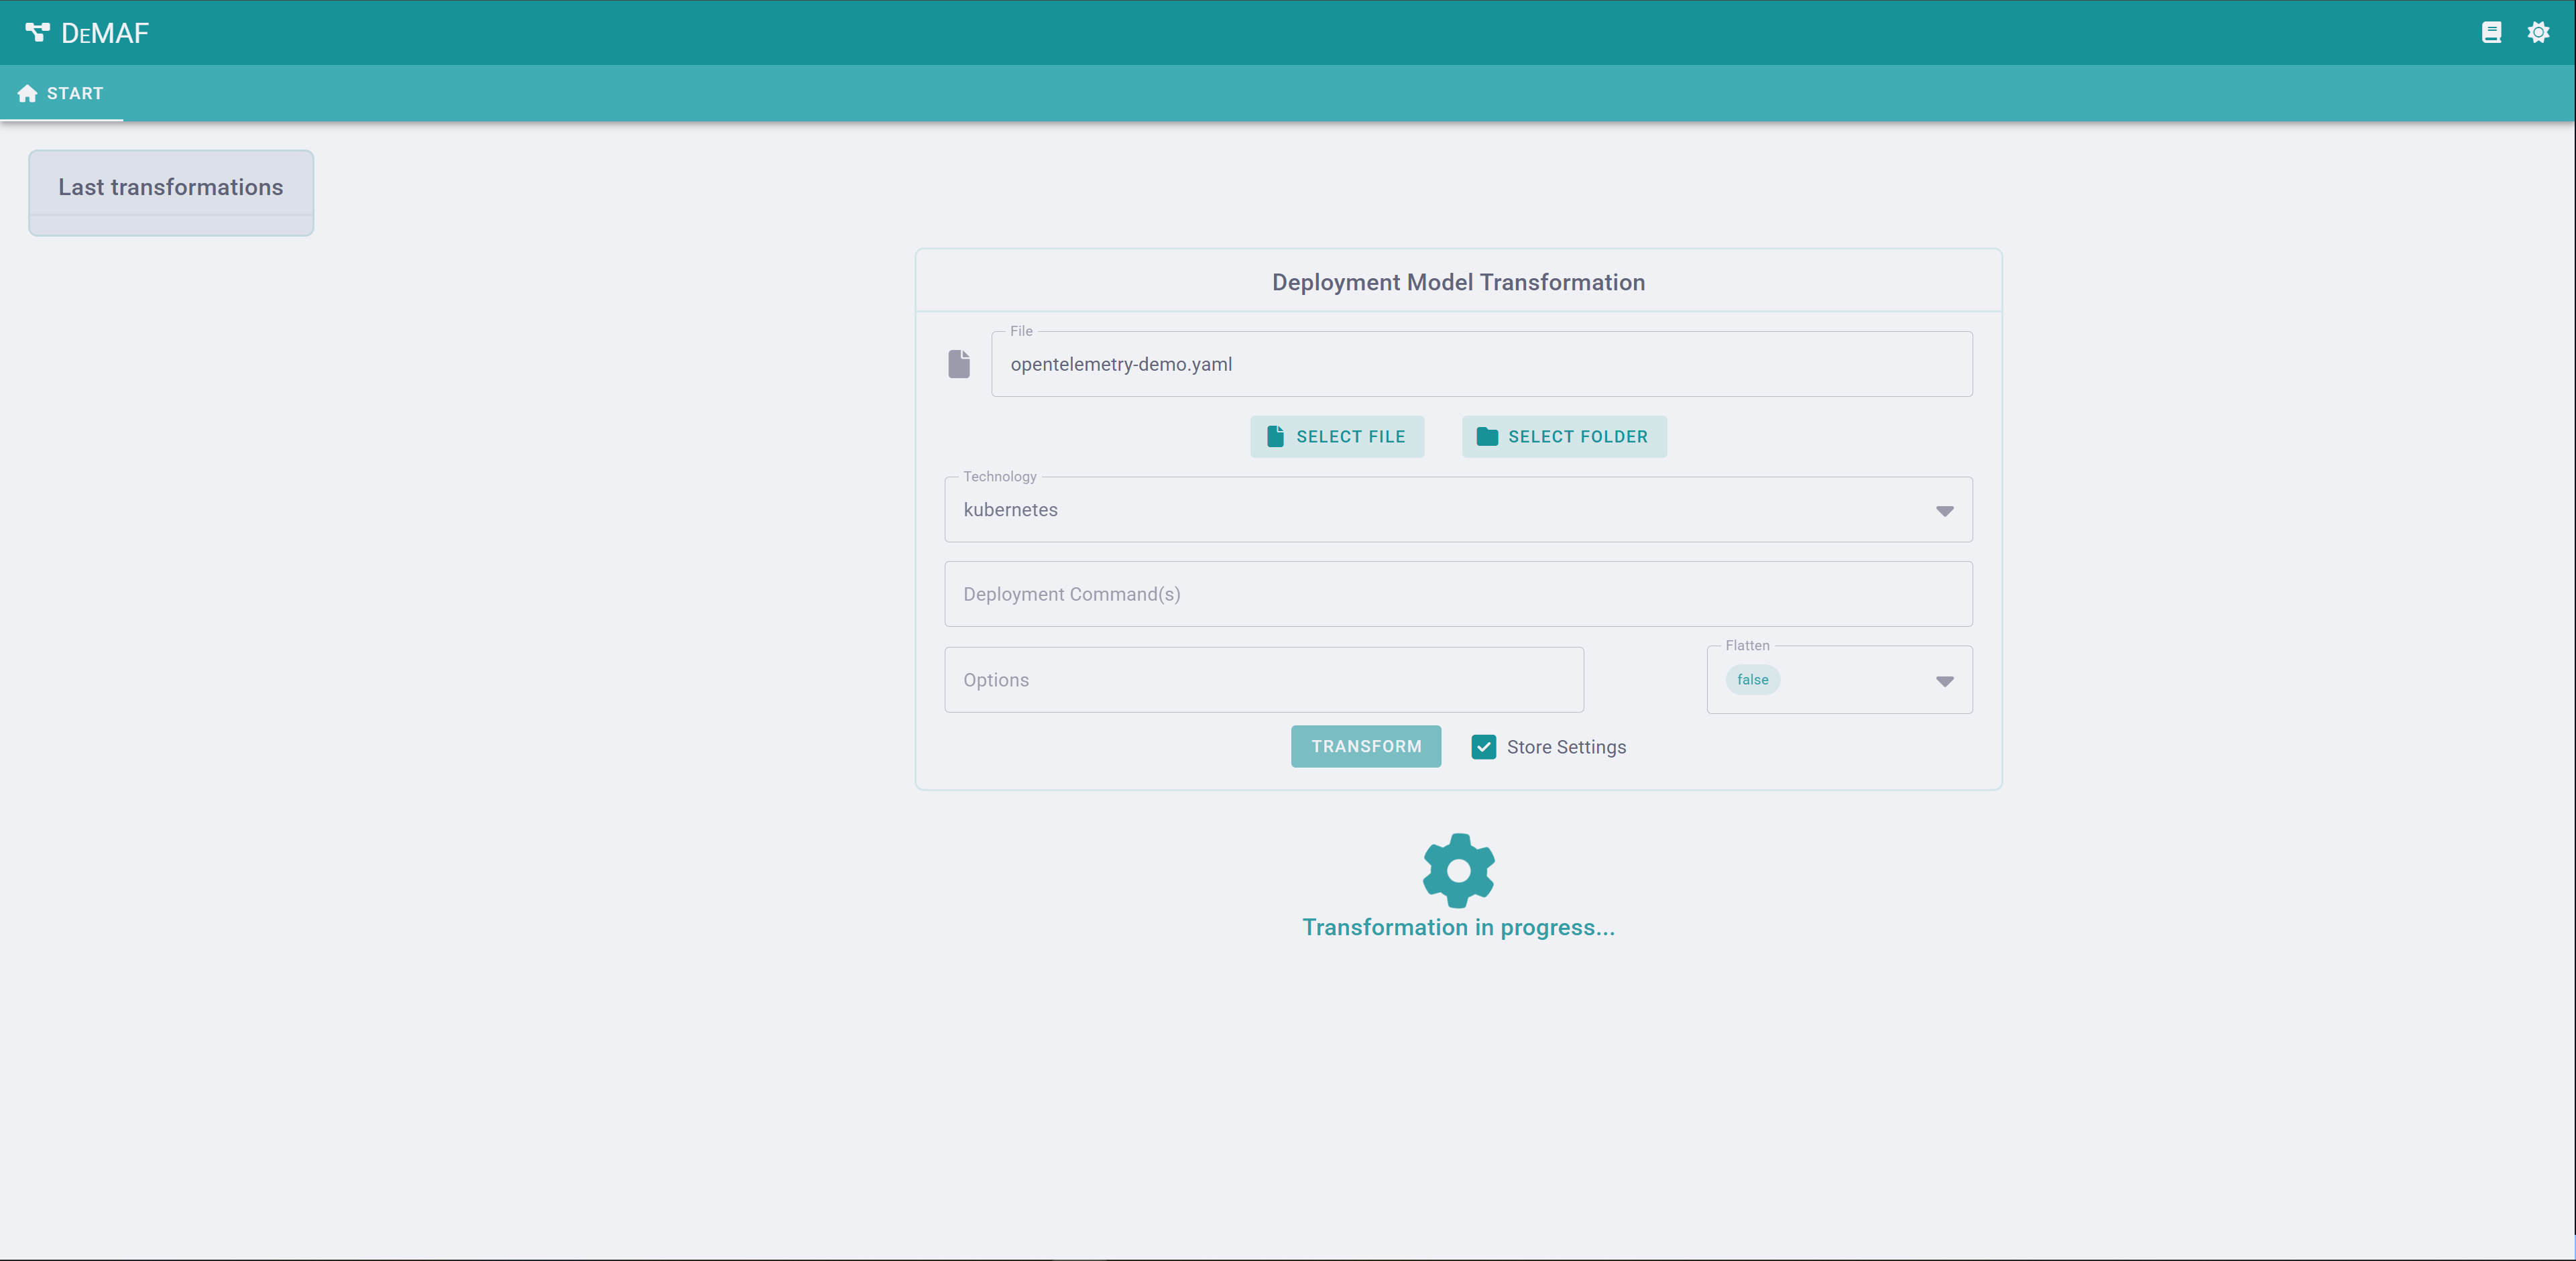 DEMAF
START
Last transformations
Deployment Model Transformation
File
opentelemetry-demo.yaml
SELECT FILE SELECT FOLDER
Technology
kubernetes
Deployment Command(s)
Flatten
Options false
TRANSFORM Store Settings
Transformation in progress...